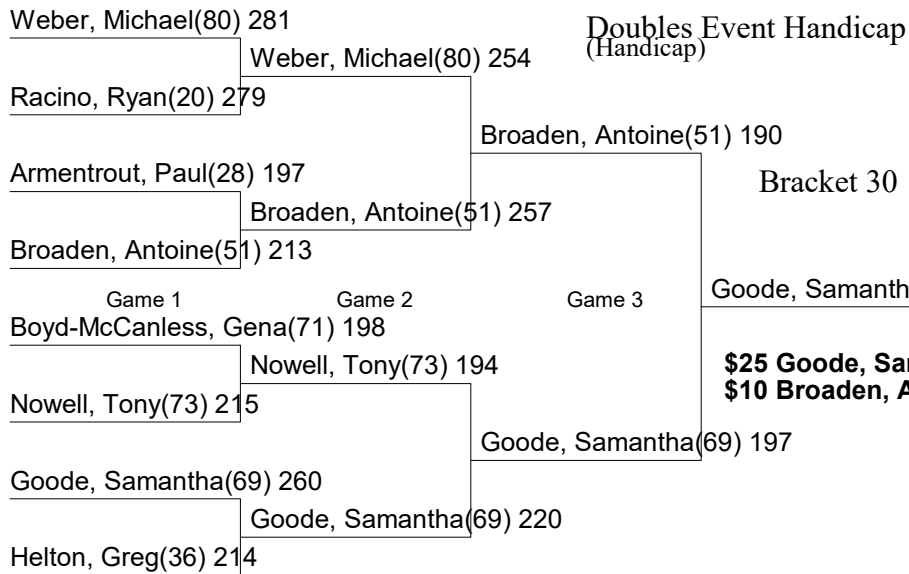 Weber, Michael(80) 281
Doubles Event Handicap
(Handicap)
Weber, Michael(80) 254
Racino, Ryan(20) 279
Broaden, Antoine(51) 190
Armentrout, Paul(28) 197
Bracket 30
Broaden, Antoine(51) 257
Broaden, Antoine(51) 213
Game 1
Game 2
Game 3
Goode, Samanth
Boyd-McCanless, Gena(71) 198
Nowell, Tony(73) 194
$25 Goode, Sa
$10 Broaden, A
Nowell, Tony(73) 215
Goode, Samantha(69) 197
Goode, Samantha(69) 260
Goode, Samantha(69) 220
Helton, Greg(36) 214